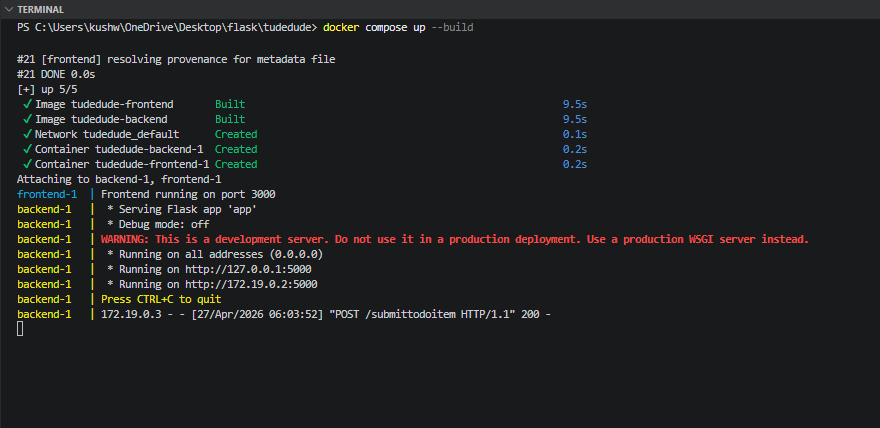 TERMINAL
PS C:\Users\kushw\OneDrive\Desktop\flask\tudedude> docker compose up --build
#21 [frontend] resolving provenance for metadata file
#21 DONE 0.0s
[+] up 5/5
✓ Image tudedude-frontend Built 9.5s
✓ Image tudedude-backend Built 9.5s
✓ Network tudedude_default Created 0.1s
✓ Container tudedude-backend-1 Created 0.2s
✓ Container tudedude-frontend-1 Created 0.2s
Attaching to backend-1, frontend-1
frontend-1 | Frontend running on port 3000
backend-1 | * Serving Flask app 'app'
backend-1 | * Debug mode: off
backend-1 | WARNING: This is a development server. Do not use it in a production deployment. Use a production WSGI server instead.
backend-1 | * Running on all addresses (0.0.0.0)
backend-1 | * Running on http://127.0.0.1:5000
backend-1 | * Running on http://172.19.0.2:5000
backend-1 | Press CTRL+C to quit
backend-1 | 172.19.0.3 - - [27/Apr/2026 06:03:52] "POST /submittodoitem HTTP/1.1" 200 -